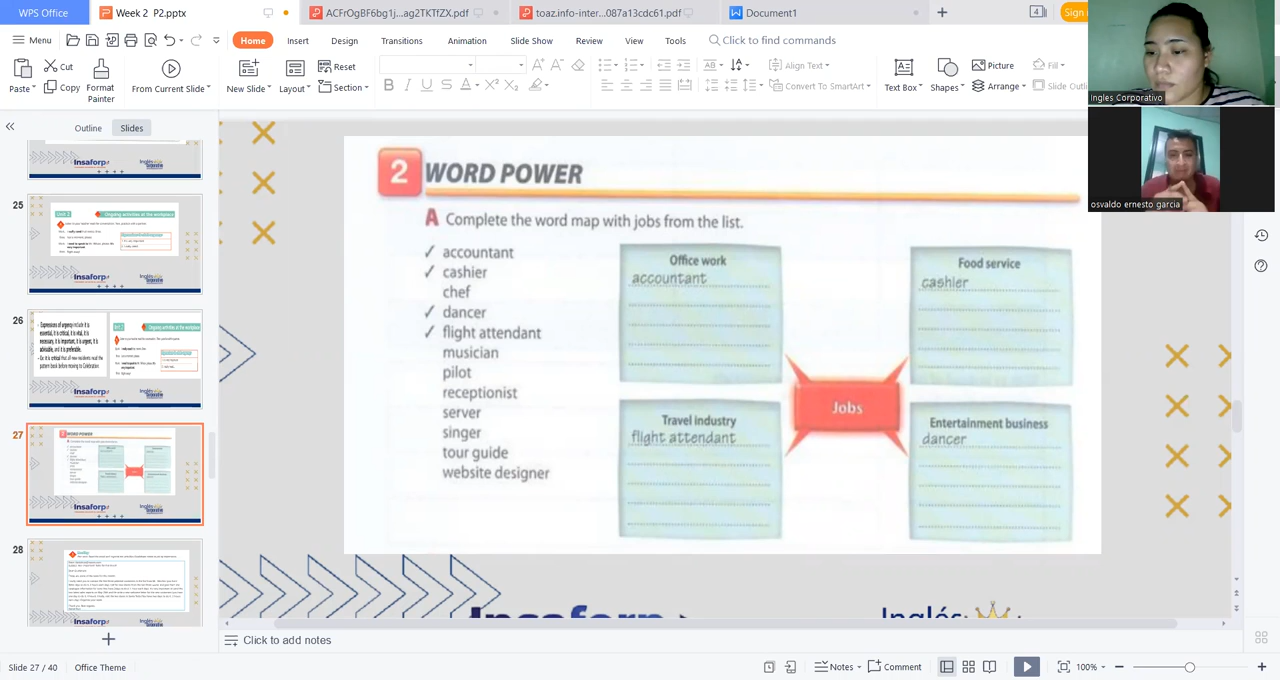 WPS Office
Week 2 P2.pptx
ACFrOgBF6bg1j...ag2TKTfZX.pdf
toaz.info-inter...087a13cdc61.pdf
Document1
4
Sign
Menu
Home
Insert
Design
Transitions
Animation
Slide Show
Review
View
Tools
Click to find commands
Paste
Cut
Copy
Format
Painter
From Current Slide
New Slide
Layout
Reset
Section
Align Text
Convert To SmartArt
Text Box
Shapes
Picture
Arrange
Fill
Slide Outli
Ingles Corporativo
osvaldo ernesto garcia
Outline
Slides
25
26
27
28
2 WORD POWER
A Complete the word map with jobs from the list.
✓ accountant
✓ cashier
chef
✓ dancer
✓ flight attendant
musician
pilot
receptionist
server
singer
tour guide
website designer
Office work
accountant
Food service
cashier
Jobs
Travel industry
flight attendant
Entertainment business
dancer
Insaforp
Inglés
Click to add notes
Slide 27 / 40
Office Theme
Notes
Comment
100%